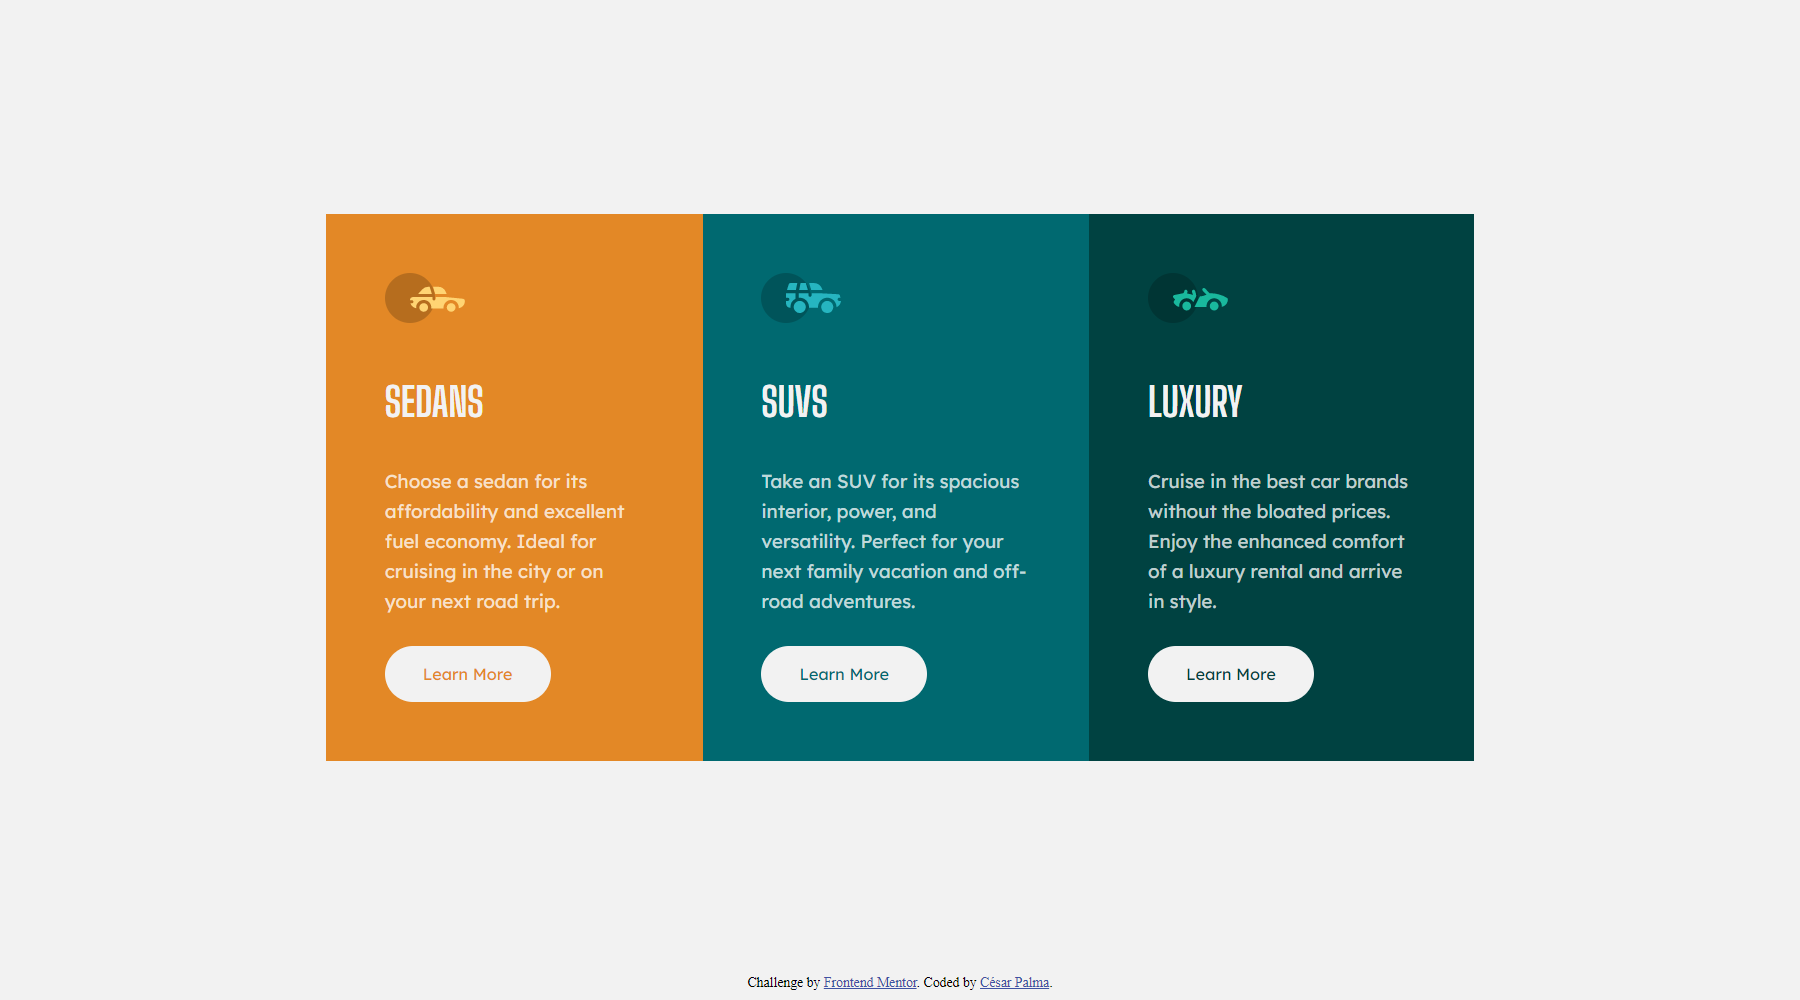 SEDANS
Choose a sedan for its
affordability and excellent
fuel economy. Ideal for
cruising in the city or on
your next road trip.
Learn More
SUVS
Take an SUV for its spacious
interior, power, and
versatility. Perfect for your
next family vacation and off-
road adventures.
Learn More
LUXURY
Cruise in the best car brands
without the bloated prices.
Enjoy the enhanced comfort
of a luxury rental and arrive
in style.
Learn More
Challenge by Frontend Mentor. Coded by César Palma.